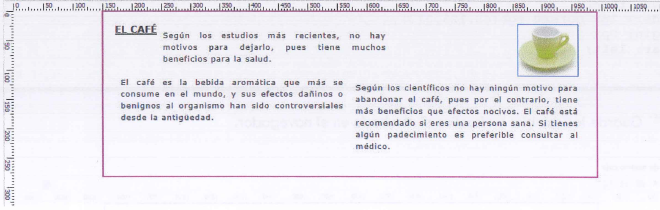 0 50 100 150 200 250 300 350 400 450 500 550 600 650 700 750 800 850 900 950 1000 1050
0
50
100
150
200
250
300
EL CAFÉ
Según los estudios más recientes, no hay
motivos para dejarlo, pues tiene muchos
beneficios para la salud.
El café es la bebida aromática que más se
consume en el mundo, y sus efectos dañinos o
benignos al organismo han sido controversiales
desde la antigüedad.
Según los científicos no hay ningún motivo para
abandonar el café, pues por el contrario, tiene
más beneficios que efectos nocivos. El café está
recomendado si eres una persona sana. Si tienes
algún padecimiento es preferible consultar al
médico.